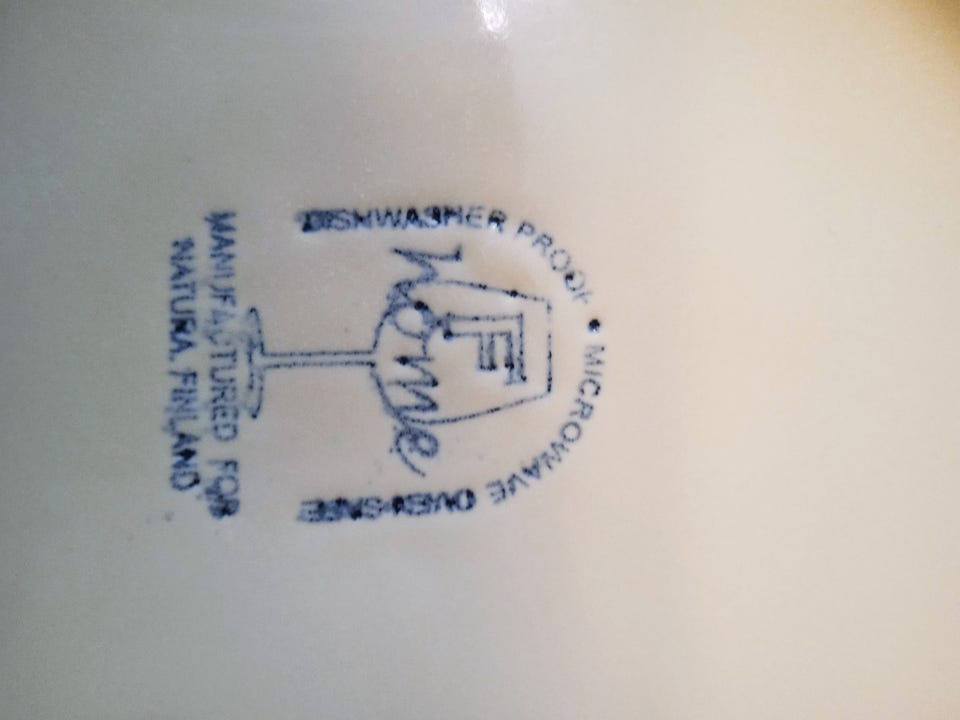 DISHWASHER PROOF • MICROWAVE OVEN SAFE
F
home
MANUFACTURED FOR
NATURA, FINLAND